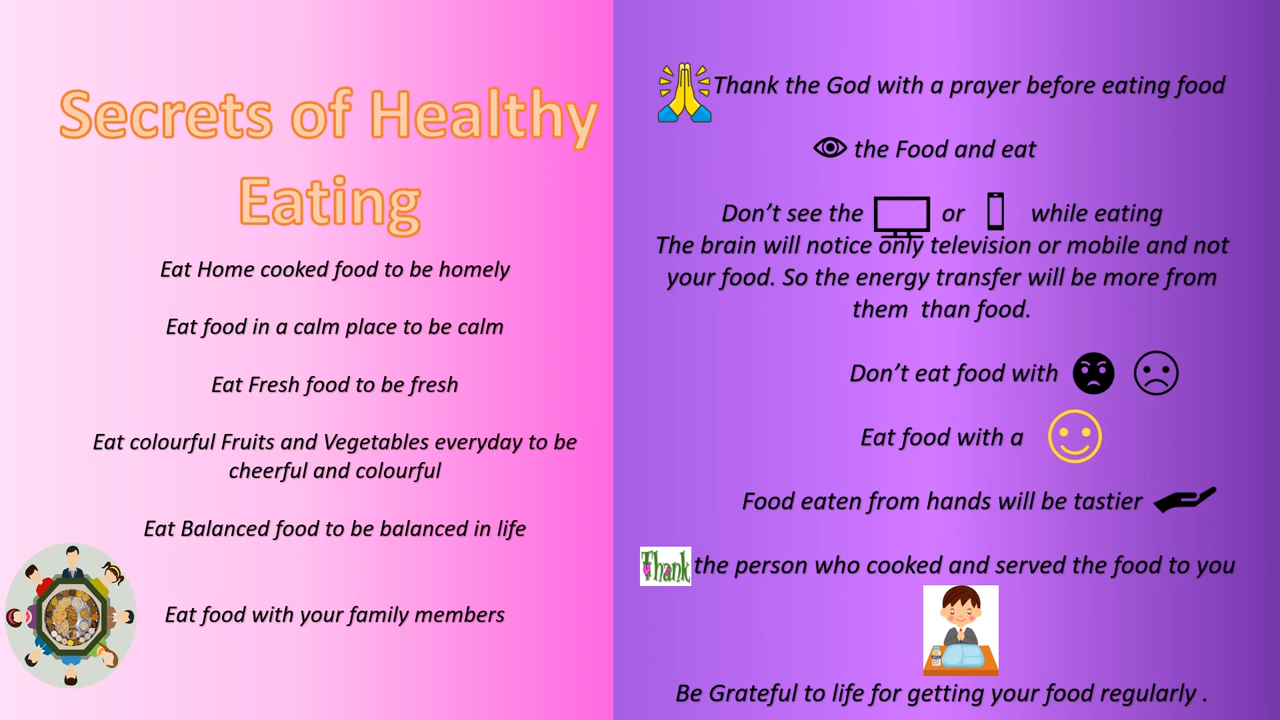 Secrets of Healthy
Eating
Eat Home cooked food to be homely
Eat food in a calm place to be calm
Eat Fresh food to be fresh
Eat colourful Fruits and Vegetables everyday to be
cheerful and colourful
Eat Balanced food to be balanced in life
Eat food with your family members
Thank the God with a prayer before eating food
the Food and eat
Don't see the or while eating
The brain will notice only television or mobile and not
your food. So the energy transfer will be more from
them than food.
Don't eat food with
Eat food with a
Food eaten from hands will be tastier
Thank the person who cooked and served the food to you
Be Grateful to life for getting your food regularly .